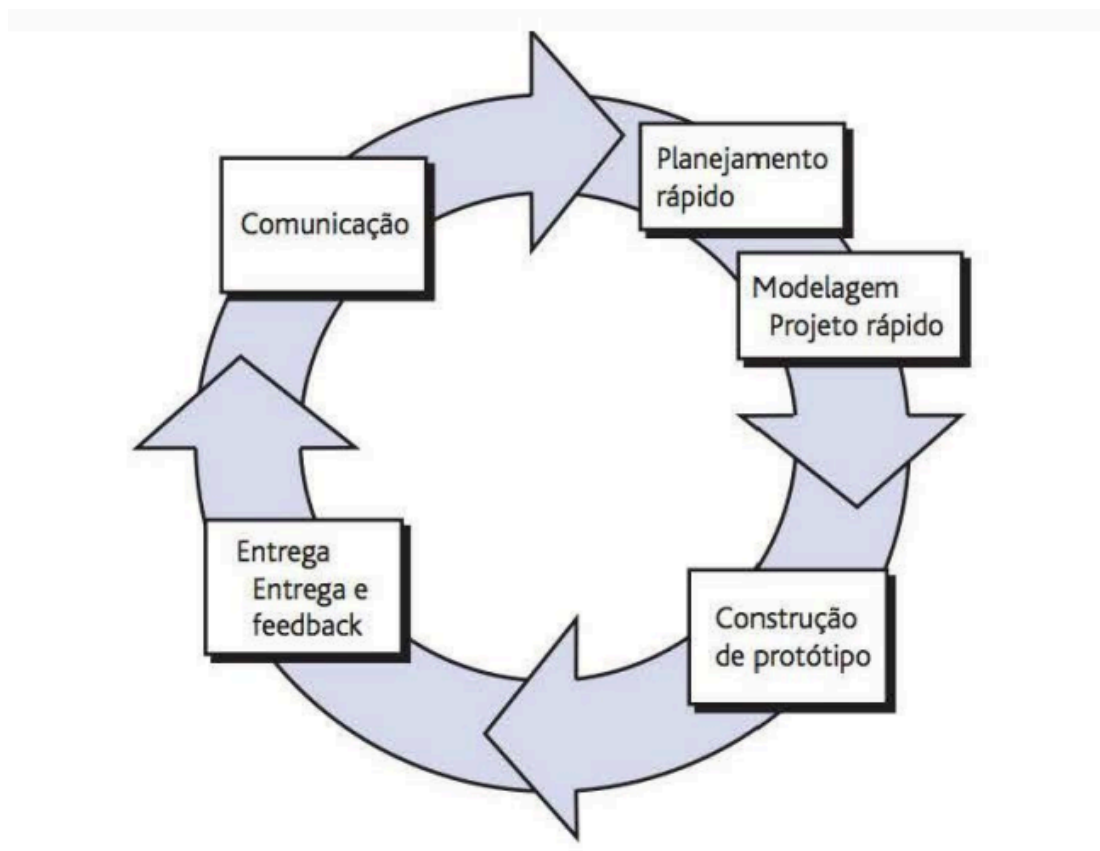 Comunicação
Planejamento
rápido
Modelagem
Projeto rápido
Construção
de protótipo
Entrega
Entrega e
feedback